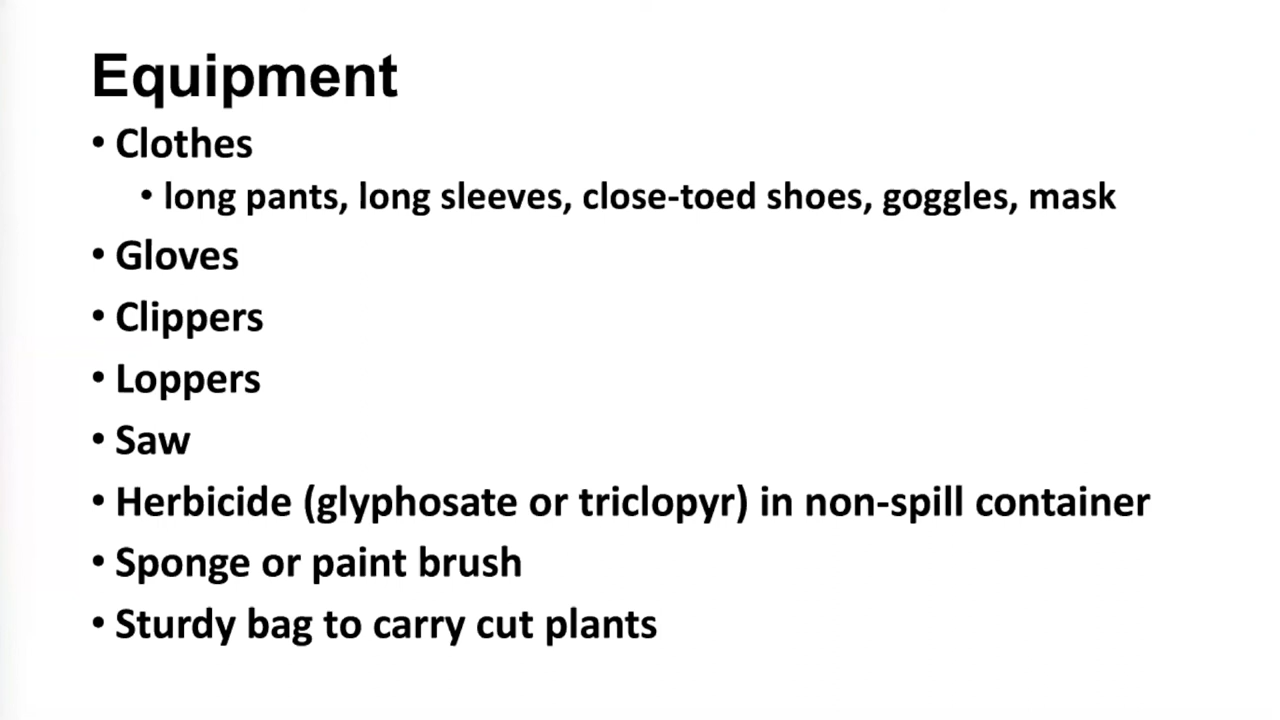 Equipment
• Clothes
• long pants, long sleeves, close-toed shoes, goggles, mask
• Gloves
• Clippers
• Loppers
• Saw
• Herbicide (glyphosate or triclopyr) in non-spill container
• Sponge or paint brush
• Sturdy bag to carry cut plants